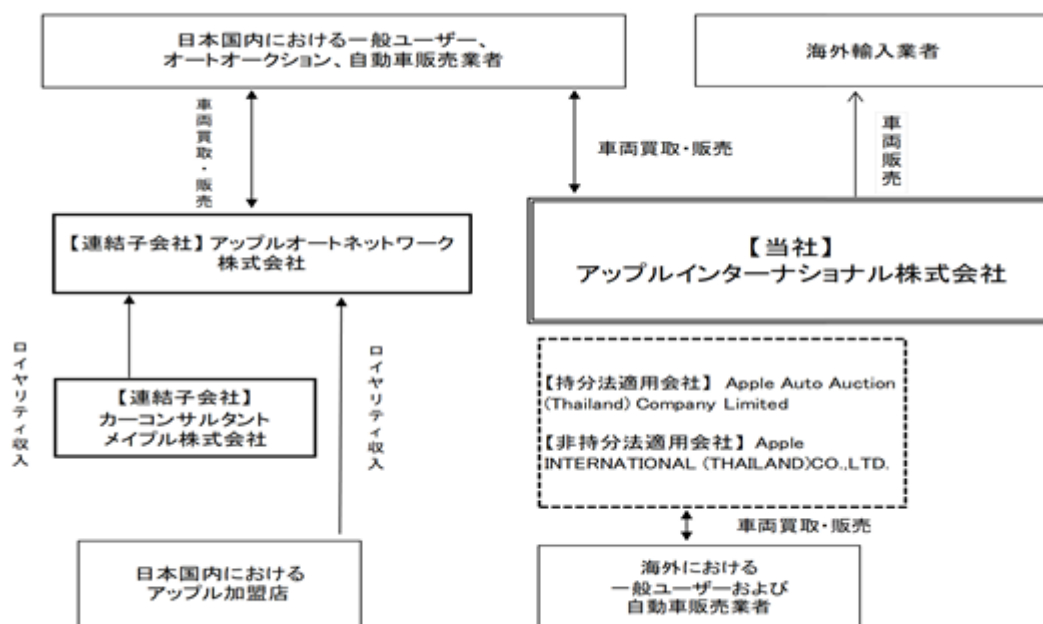 日本国内における一般ユーザー、
オートオークション、自動車販売業者
海外輸入業者
車両買取・販売
車両買取・販売
車両販売
【連結子会社】アップルオートネットワーク
株式会社
【当社】
アップルインターナショナル株式会社
ロイヤリティ収入
ロイヤリティ収入
【連結子会社】
カーコンサルタント
メイプル株式会社
【持分法適用会社】 Apple Auto Auction
(Thailand) Company Limited
【非持分法適用会社】 Apple
INTERNATIONAL (THAILAND)CO.,LTD.
車両買取・販売
日本国内における
アップル加盟店
海外における
一般ユーザーおよび
自動車販売業者